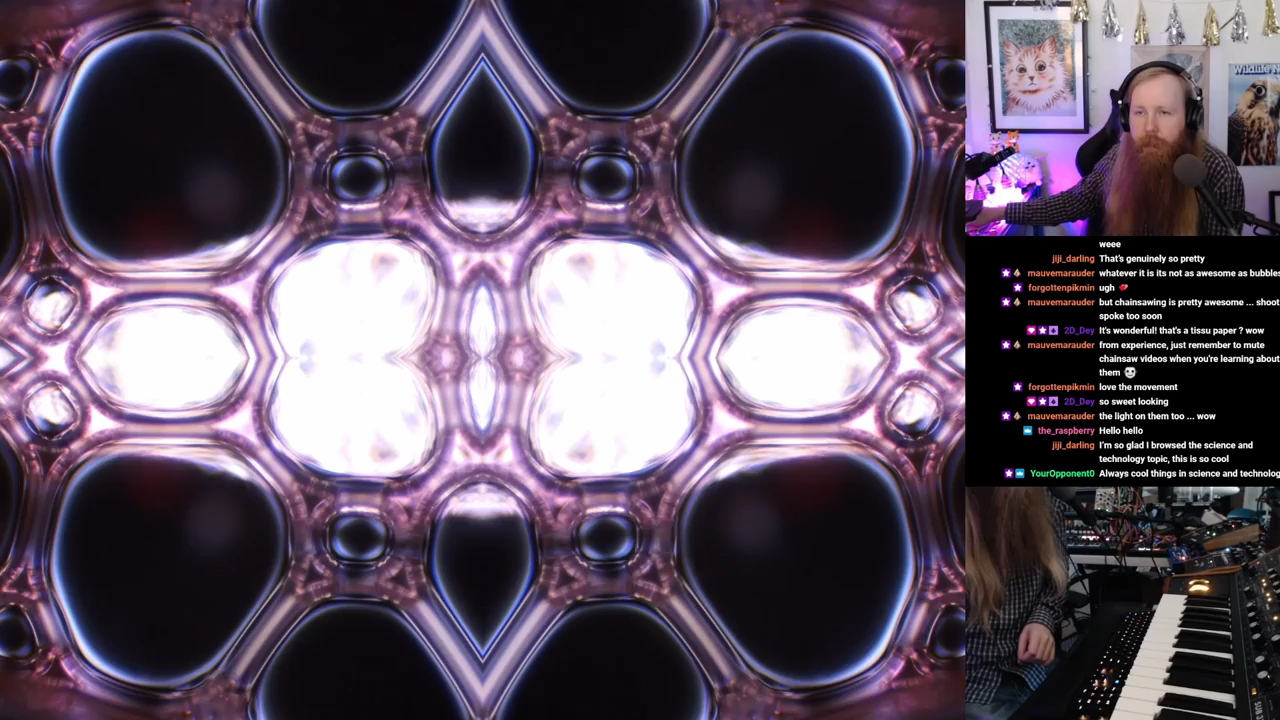 Wildlife
weee
jiji_darling That's genuinely so pretty
mauvemarauder whatever it is its not as awesome as bubble
forgottenpikmin ugh
mauvemarauder but chainsawing is pretty awesome ... shoot
spoke too soon
2D_Dey It's wonderful! that's a tissu paper ? wow
mauvemarauder from experience, just remember to mute
chainsaw videos when you're learning abou
them
forgottenpikmin love the movement
2D_Dey so sweet looking
mauvemarauder the light on them too ... wow
the_raspberry Hello hello
jiji_darling I'm so glad I browsed the science and
technology topic, this is so cool
YourOpponent0 Always cool things in science and technolog
SUB